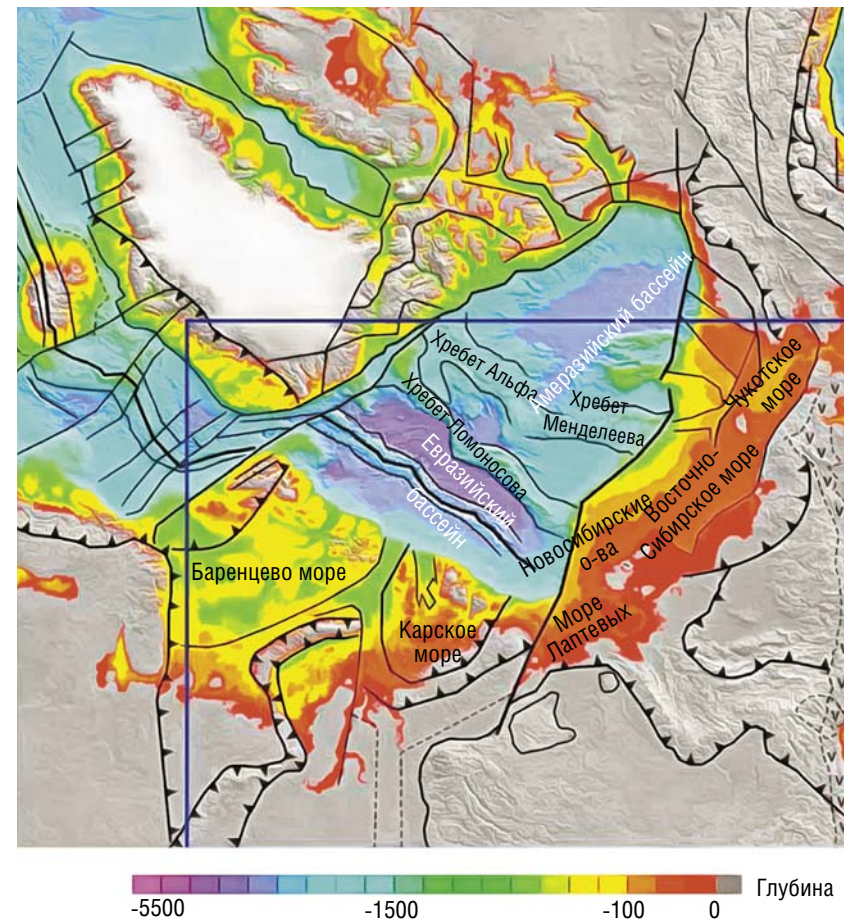 Амеразийский бассейн
Хребет Альфа
Хребет
Менделеева
Чукотское
море
Хребет Ломоносова
Евразийский
бассейн
Восточно-
Сибирское море
Новосибирские
о-ва
Баренцево море
Карское
море
Море
Лаптевых
Глубина
-5500
-1500
-100
0